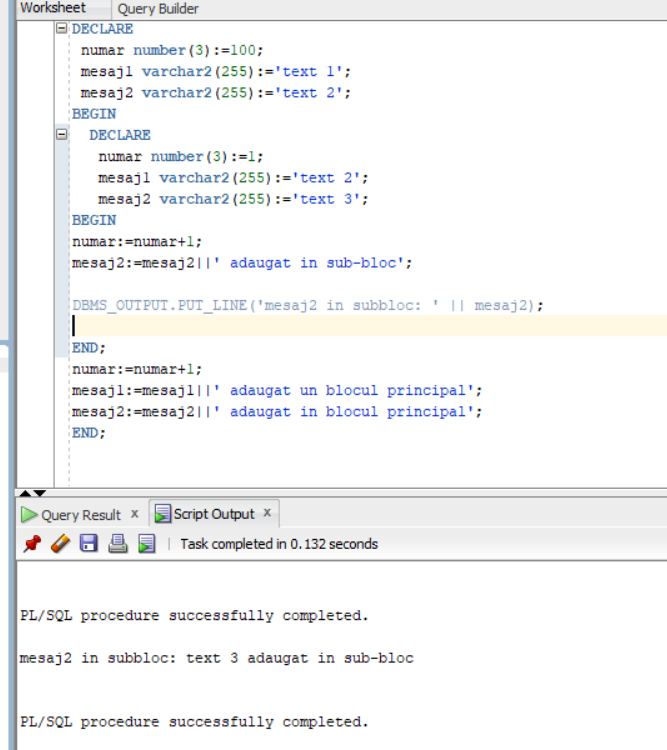 Worksheet Query Builder
DECLARE
numar number(3):=100;
mesaj1 varchar2(255):='text 1';
mesaj2 varchar2(255):='text 2';
BEGIN
DECLARE
numar number(3):=1;
mesaj1 varchar2(255):='text 2';
mesaj2 varchar2(255):='text 3';
BEGIN
numar:=numar+1;
mesaj2:=mesaj2||' adaugat in sub-bloc';
DBMS_OUTPUT.PUT_LINE('mesaj2 in subbloc: ' || mesaj2);
END;
numar:=numar+1;
mesaj1:=mesaj1||' adaugat un blocul principal';
mesaj2:=mesaj2||' adaugat in blocul principal';
END;
Query Result x Script Output x
Task completed in 0.132 seconds
PL/SQL procedure successfully completed.
mesaj2 in subbloc: text 3 adaugat in sub-bloc
PL/SQL procedure successfully completed.